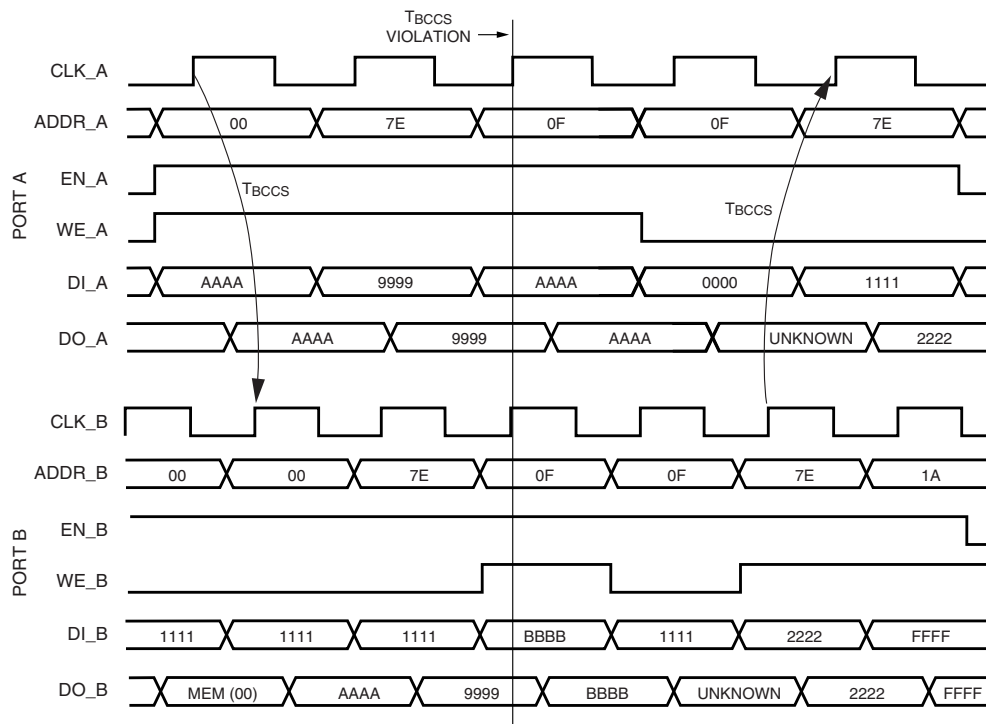 TBCCS
VIOLATION
PORT A
CLK_A
ADDR_A 00 7E 0F 0F 7E
EN_A
TBCCS
TBCCS
WE_A
DI_A AAAA 9999 AAAA 0000 1111
DO_A AAAA 9999 AAAA UNKNOWN 2222
PORT B
CLK_B
ADDR_B 00 00 7E 0F 0F 7E 1A
EN_B
WE_B
DI_B 1111 1111 1111 BBBB 1111 2222 FFFF
DO_B MEM (00) AAAA 9999 BBBB UNKNOWN 2222 FFFF